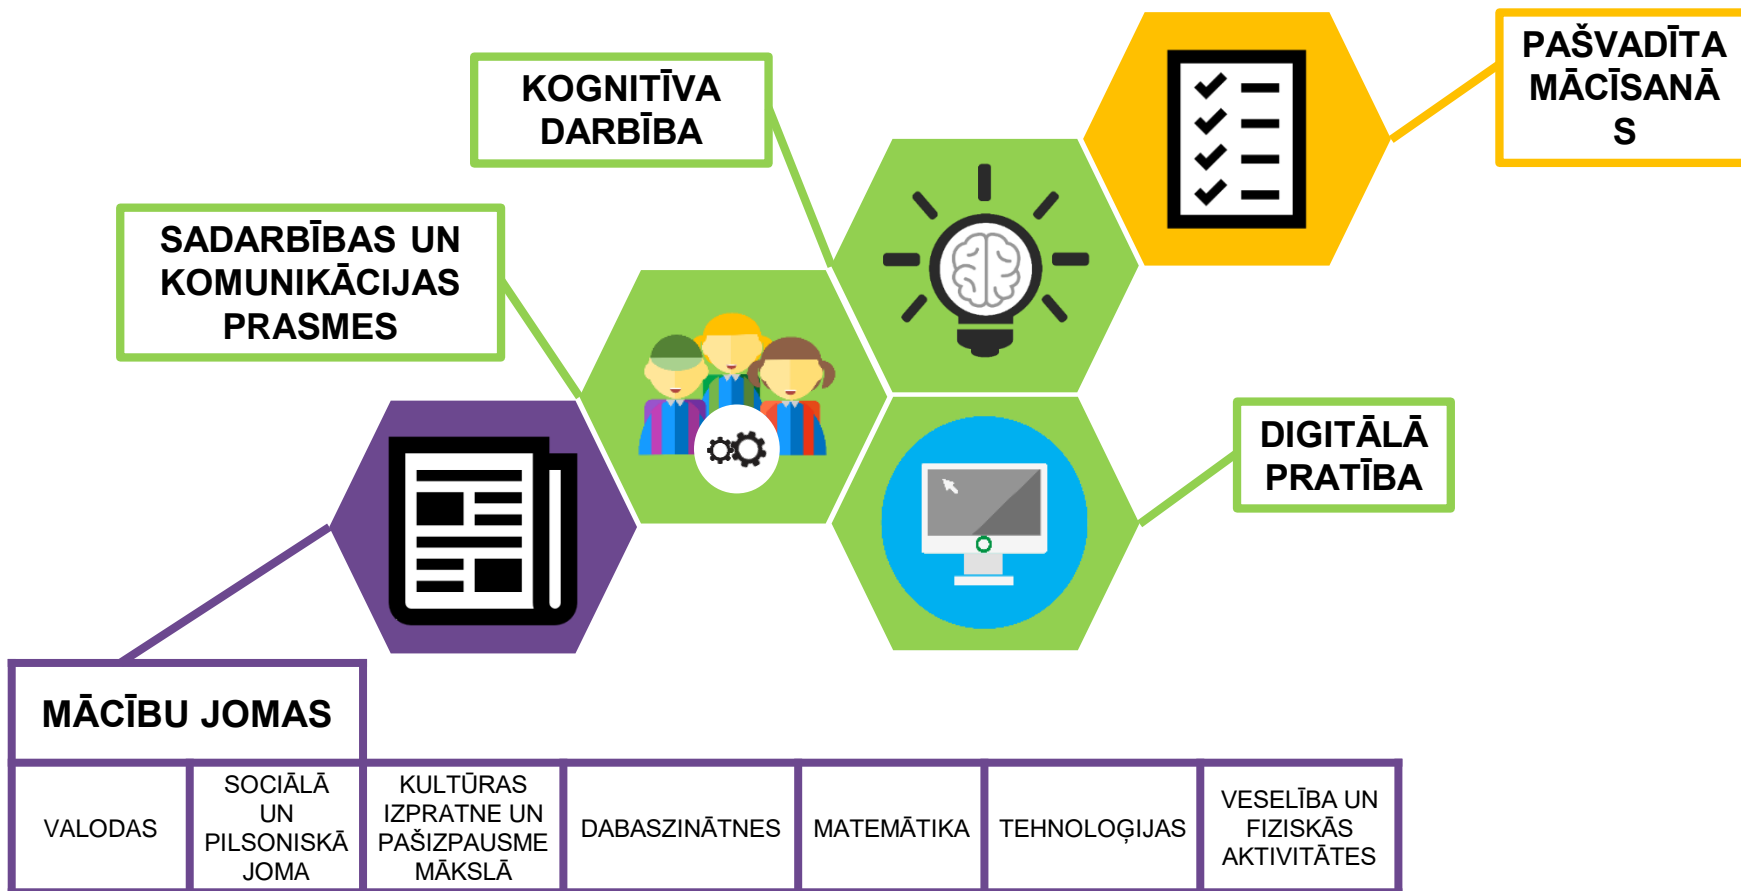 PAŠVADĪTA
MĀCĪSANĀ
S
KOGNITĪVA
DARBĪBA
SADARBĪBAS UN
KOMUNIKĀCIJAS
PRASMES
DIGITĀLĀ
PRATĪBA
MĀCĪBU JOMAS
VALODAS
SOCIĀLĀ
UN
PILSONISKĀ
JOMA
KULTŪRAS
IZPRATNE UN
PAŠIZPAUSME
MĀKSLĀ
DABASZINĀTNES
MATEMĀTIKA
TEHNOLOĢIJAS
VESELĪBA UN
FIZISKĀS
AKTIVITĀTES